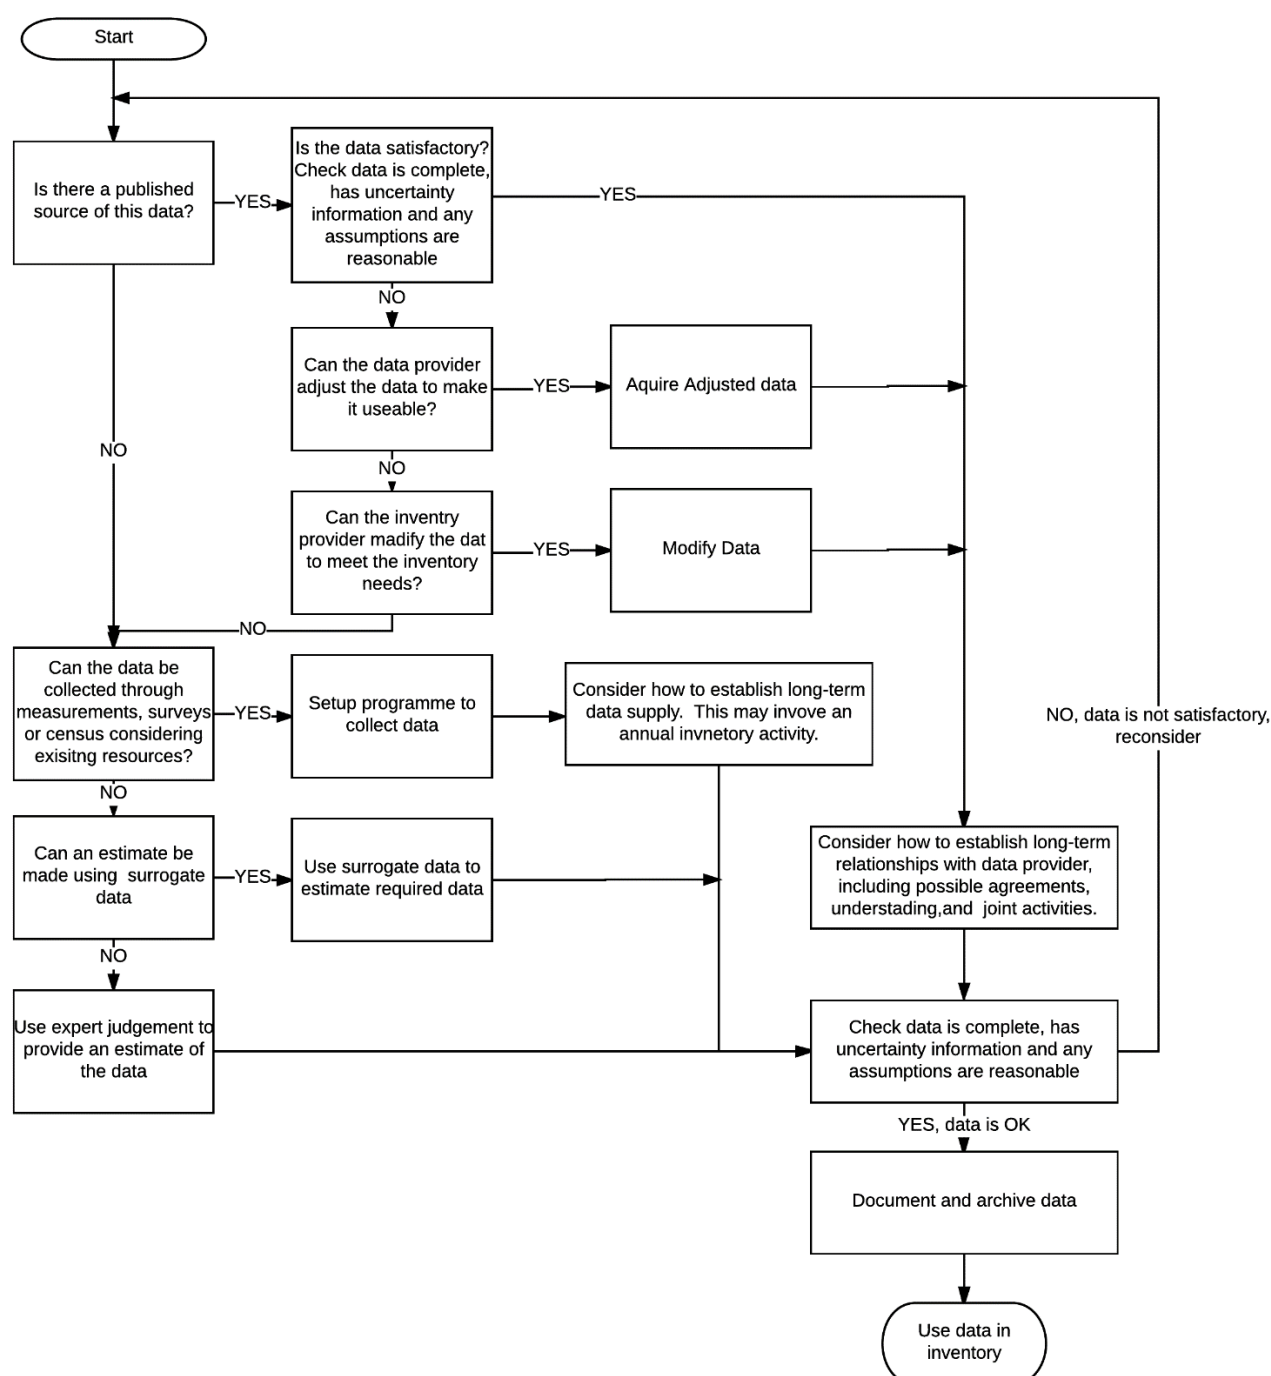 Start
Is there a published
source of this data?
YES
Is the data satisfactory?
Check data is complete,
has uncertainty
information and any
assumptions are
reasonable
YES
NO
Can the data provider
adjust the data to make
it useable?
YES
Aquire Adjusted data
NO
NO
Can the inventry
provider madify the dat
to meet the inventory
needs?
YES
Modify Data
NO
Can the data be
collected through
measurements, surveys
or census considering
exisitng resources?
YES
Setup programme to
collect data
Consider how to establish long-term
data supply. This may invove an
annual invnetory activity.
NO, data is not satisfactory,
reconsider
NO
Can an estimate be
made using surrogate
data
YES
Use surrogate data to
estimate required data
Consider how to establish long-term
relationships with data provider,
including possible agreements,
understading,and joint activities.
NO
Use expert judgement to
provide an estimate of
the data
Check data is complete, has
uncertainty information and any
assumptions are reasonable
YES, data is OK
Document and archive data
Use data in
inventory